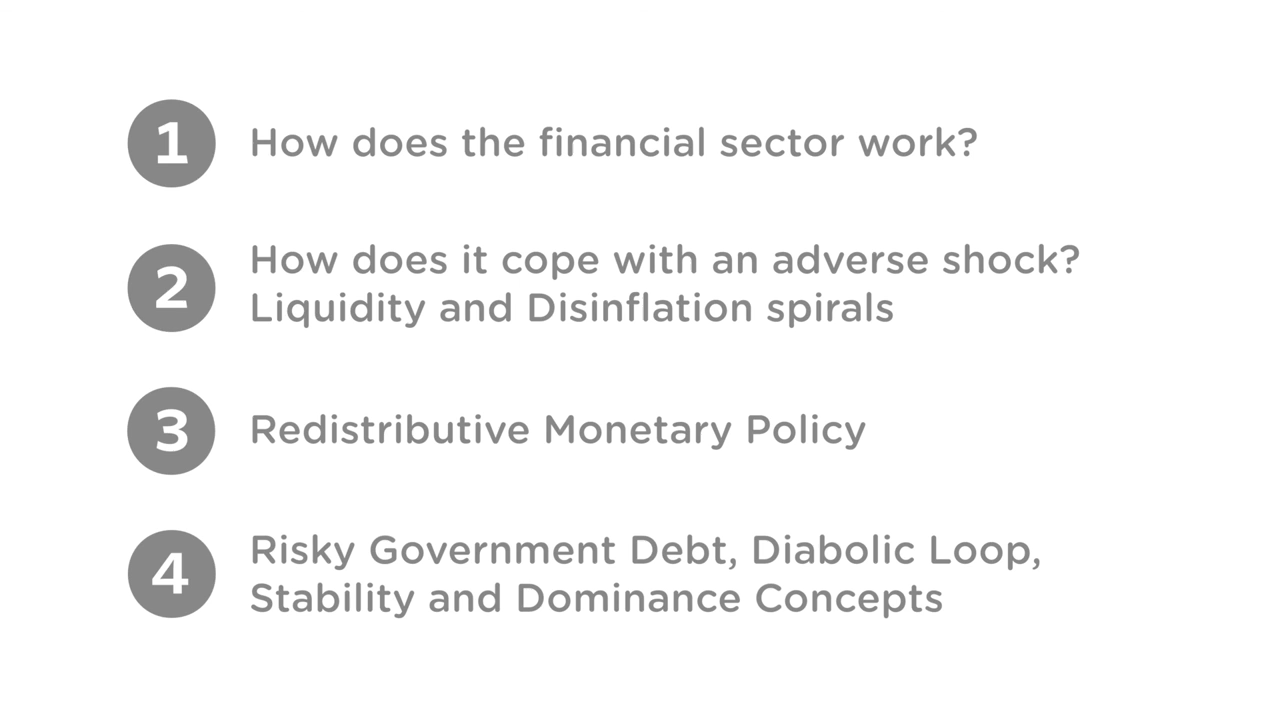 1 How does the financial sector work?
2 How does it cope with an adverse shock?
Liquidity and Disinflation spirals
3 Redistributive Monetary Policy
4 Risky Government Debt, Diabolic Loop,
Stability and Dominance Concepts